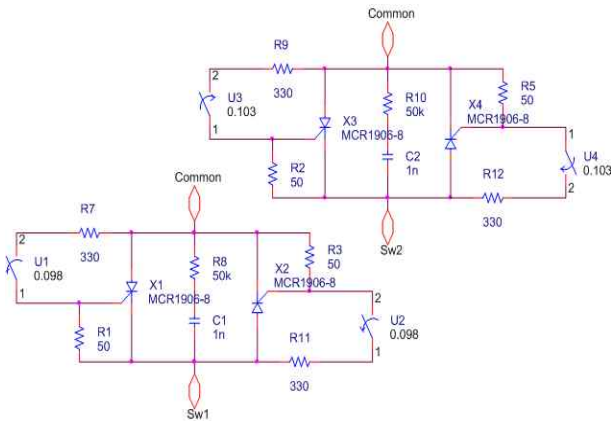 Common
R9
2
330
U3
0.103
1
X3
MCR1906-8
R2
50
R10
50k
C2
1n
X4
MCR1906-8
R5
50
1
U4
0.103
2
R12
330
Sw2
Common
R7
2
330
U1
0.098
1
X1
MCR1906-8
R1
50
R8
50k
C1
1n
X2
MCR1906-8
R3
50
2
U2
0.098
1
R11
330
Sw1